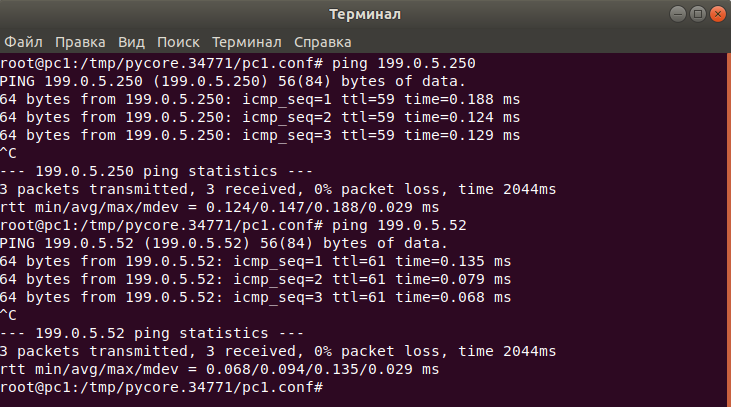 Терминал
Файл Правка Вид Поиск Терминал Справка
root@pc1:/tmp/pycore.34771/pc1.conf# ping 199.0.5.250
PING 199.0.5.250 (199.0.5.250) 56(84) bytes of data.
64 bytes from 199.0.5.250: icmp_seq=1 ttl=59 time=0.188 ms
64 bytes from 199.0.5.250: icmp_seq=2 ttl=59 time=0.124 ms
64 bytes from 199.0.5.250: icmp_seq=3 ttl=59 time=0.129 ms
^C
--- 199.0.5.250 ping statistics ---
3 packets transmitted, 3 received, 0% packet loss, time 2044ms
rtt min/avg/max/mdev = 0.124/0.147/0.188/0.029 ms
root@pc1:/tmp/pycore.34771/pc1.conf# ping 199.0.5.52
PING 199.0.5.52 (199.0.5.52) 56(84) bytes of data.
64 bytes from 199.0.5.52: icmp_seq=1 ttl=61 time=0.135 ms
64 bytes from 199.0.5.52: icmp_seq=2 ttl=61 time=0.079 ms
64 bytes from 199.0.5.52: icmp_seq=3 ttl=61 time=0.068 ms
^C
--- 199.0.5.52 ping statistics ---
3 packets transmitted, 3 received, 0% packet loss, time 2044ms
rtt min/avg/max/mdev = 0.068/0.094/0.135/0.029 ms
root@pc1:/tmp/pycore.34771/pc1.conf#